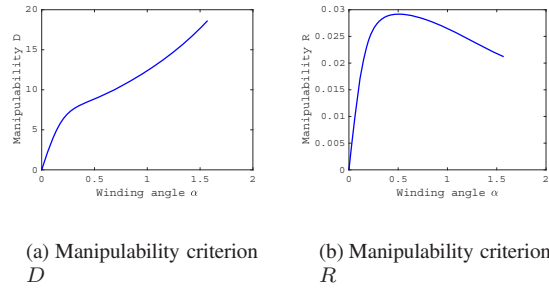 20
15
10
5
0
Manipulability D
0 0.5 1 1.5 2
Winding angle α
0.03
0.025
0.02
0.015
0.01
0.005
0
Manipulability R
0 0.5 1 1.5 2
Winding angle α
(a) Manipulability criterion
D
(b) Manipulability criterion
R